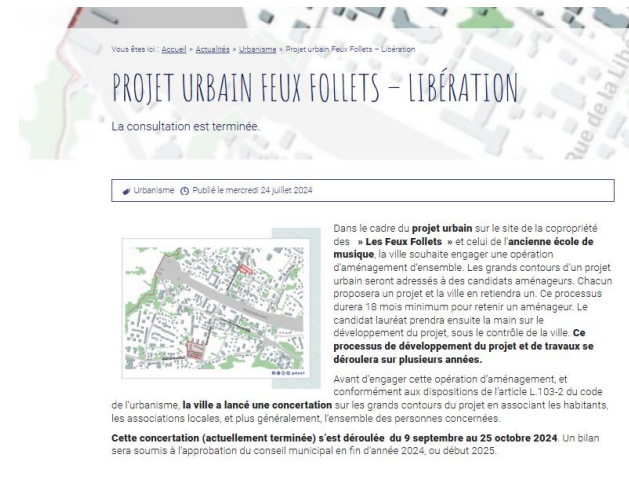 Vous êtes ici : Accueil » Actualités » Urbanisme » Projet urbain Feux Follets – Libération
PROJET URBAIN FEUX FOLLETS – LIBÉRATION
La consultation est terminée.
Rue de la Libé
Urbanisme Publié le mercredi 24 juillet 2024
Dans le cadre du projet urbain sur le site de la copropriété
des » Les Feux Follets » et celui de l'ancienne école de
musique, la ville souhaite engager une opération
d'aménagement d'ensemble. Les grands contours d'un projet
urbain seront adressés à des candidats aménageurs. Chacun
proposera un projet et la ville en retiendra un. Ce processus
durera 18 mois minimum pour retenir un aménageur. Le
candidat lauréat prendra ensuite la main sur le
développement du projet, sous le contrôle de la ville. Ce
processus de développement du projet et de travaux se
déroulera sur plusieurs années.
Avant d'engager cette opération d'aménagement, et
conformément aux dispositions de l'article L.103-2 du code
de l'urbanisme, la ville a lancé une concertation sur les grands contours du projet en associant les habitants,
les associations locales, et plus généralement, l'ensemble des personnes concernées.
Cette concertation (actuellement terminée) s'est déroulée du 9 septembre au 25 octobre 2024. Un bilan
sera soumis à l'approbation du conseil municipal en fin d'année 2024, ou début 2025.